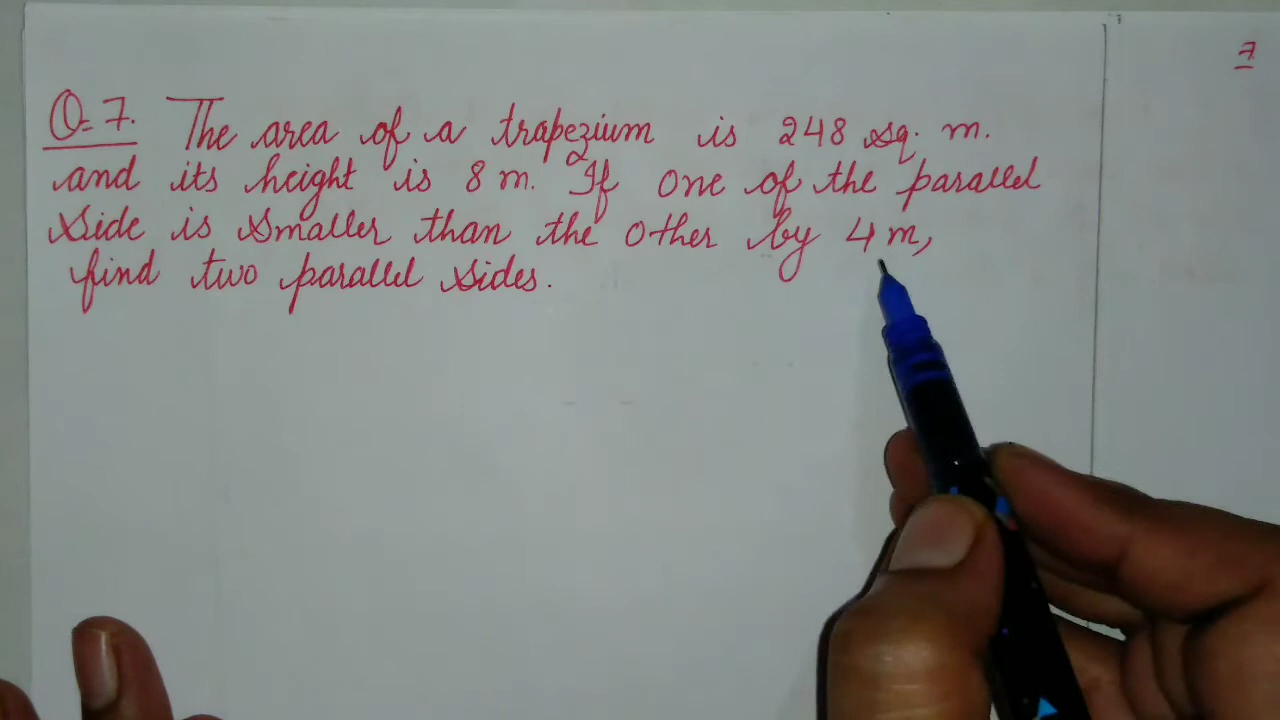 Q.7. The area of a trapezium is 248 sq. m.
and its height is 8 m. If one of the parallel
side is smaller than the other by 4 m,
find two parallel sides.
7